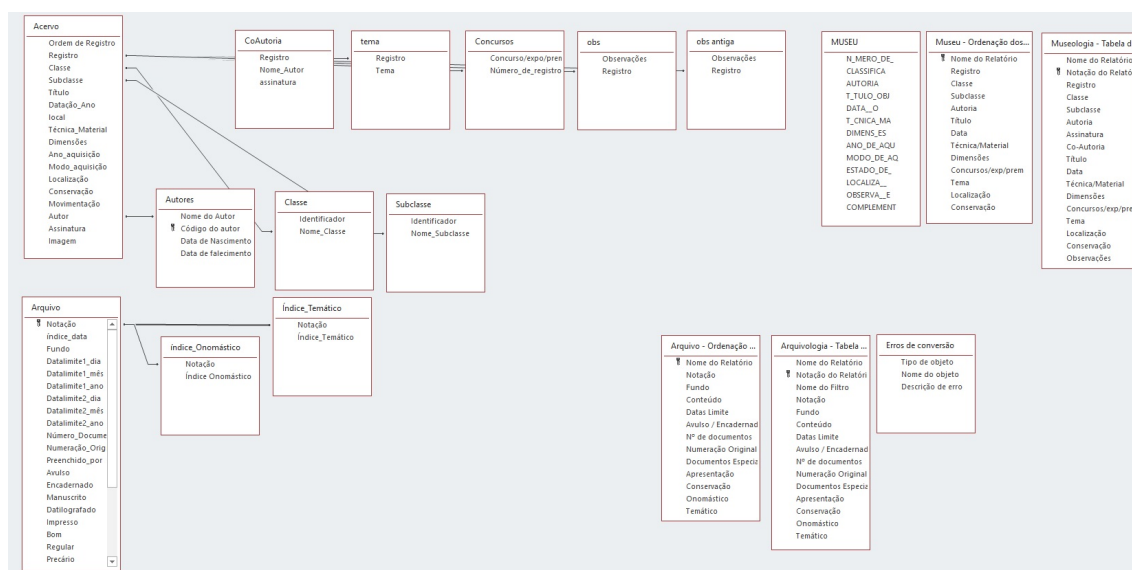 Acervo
Ordem de Registro
Registro
Classe
Subclasse
Título
Datação_Ano
local
Técnica_Material
Dimensões
Ano_aquisição
Modo_aquisição
Localização
Conservação
Movimentação
Autor
Assinatura
Imagem
CoAutoria
Registro
Nome_Autor
assinatura
tema
Registro
Tema
Concursos
Concurso/expo/pren
Número_de_registro
obs
Observações
Registro
obs antiga
Observações
Registro
MUSEU
N_MERO_DE_
CLASSIFICA
AUTORIA
T_TULO_OBJ
DATA__O
T_CNICA_MA
DIMENS_ES
ANO_DE_AQU
MODO_DE_AQ
ESTADO_DE_
LOCALIZA__
OBSERVA__E
COMPLEMENT
Museu - Ordenação dos...
Nome do Relatório
Registro
Classe
Subclasse
Autoria
Título
Data
Técnica/Material
Dimensões
Concursos/exp/prem
Tema
Localização
Conservação
Museologia - Tabela d
Nome do Relatório
Notação do Relató
Registro
Classe
Subclasse
Autoria
Assinatura
Co-Autoria
Título
Data
Técnica/Material
Dimensões
Concursos/exp/pre
Tema
Localização
Conservação
Observações
Autores
Nome do Autor
Código do autor
Data de Nascimento
Data de falecimento
Classe
Identificador
Nome_Classe
Subclasse
Identificador
Nome_Subclasse
Arquivo
Notação
índice_data
Fundo
Datalimite1_dia
Datalimite1_mês
Datalimite1_ano
Datalimite2_dia
Datalimite2_mês
Datalimite2_ano
Número_Docume
Numeração_Orig
Preenchido_por
Avulso
Encadernado
Manuscrito
Datilografado
Impresso
Bom
Regular
Precário
índice_Onomástico
Notação
Índice Onomástico
Índice_Temático
Notação
Índice_Temático
Arquivo - Ordenação ...
Nome do Relatório
Notação
Fundo
Conteúdo
Datas Limite
Avulso / Encadernad
Nº de documentos
Numeração Original
Documentos Especia
Apresentação
Conservação
Onomástico
Temático
Arquivologia - Tabela ...
Nome do Relatório
Notação do Relatóri
Nome do Filtro
Notação
Fundo
Conteúdo
Datas Limite
Avulso / Encadernad
Nº de documentos
Numeração Original
Documentos Especia
Apresentação
Conservação
Onomástico
Temático
Erros de conversão
Tipo de objeto
Nome do objeto
Descrição de erro